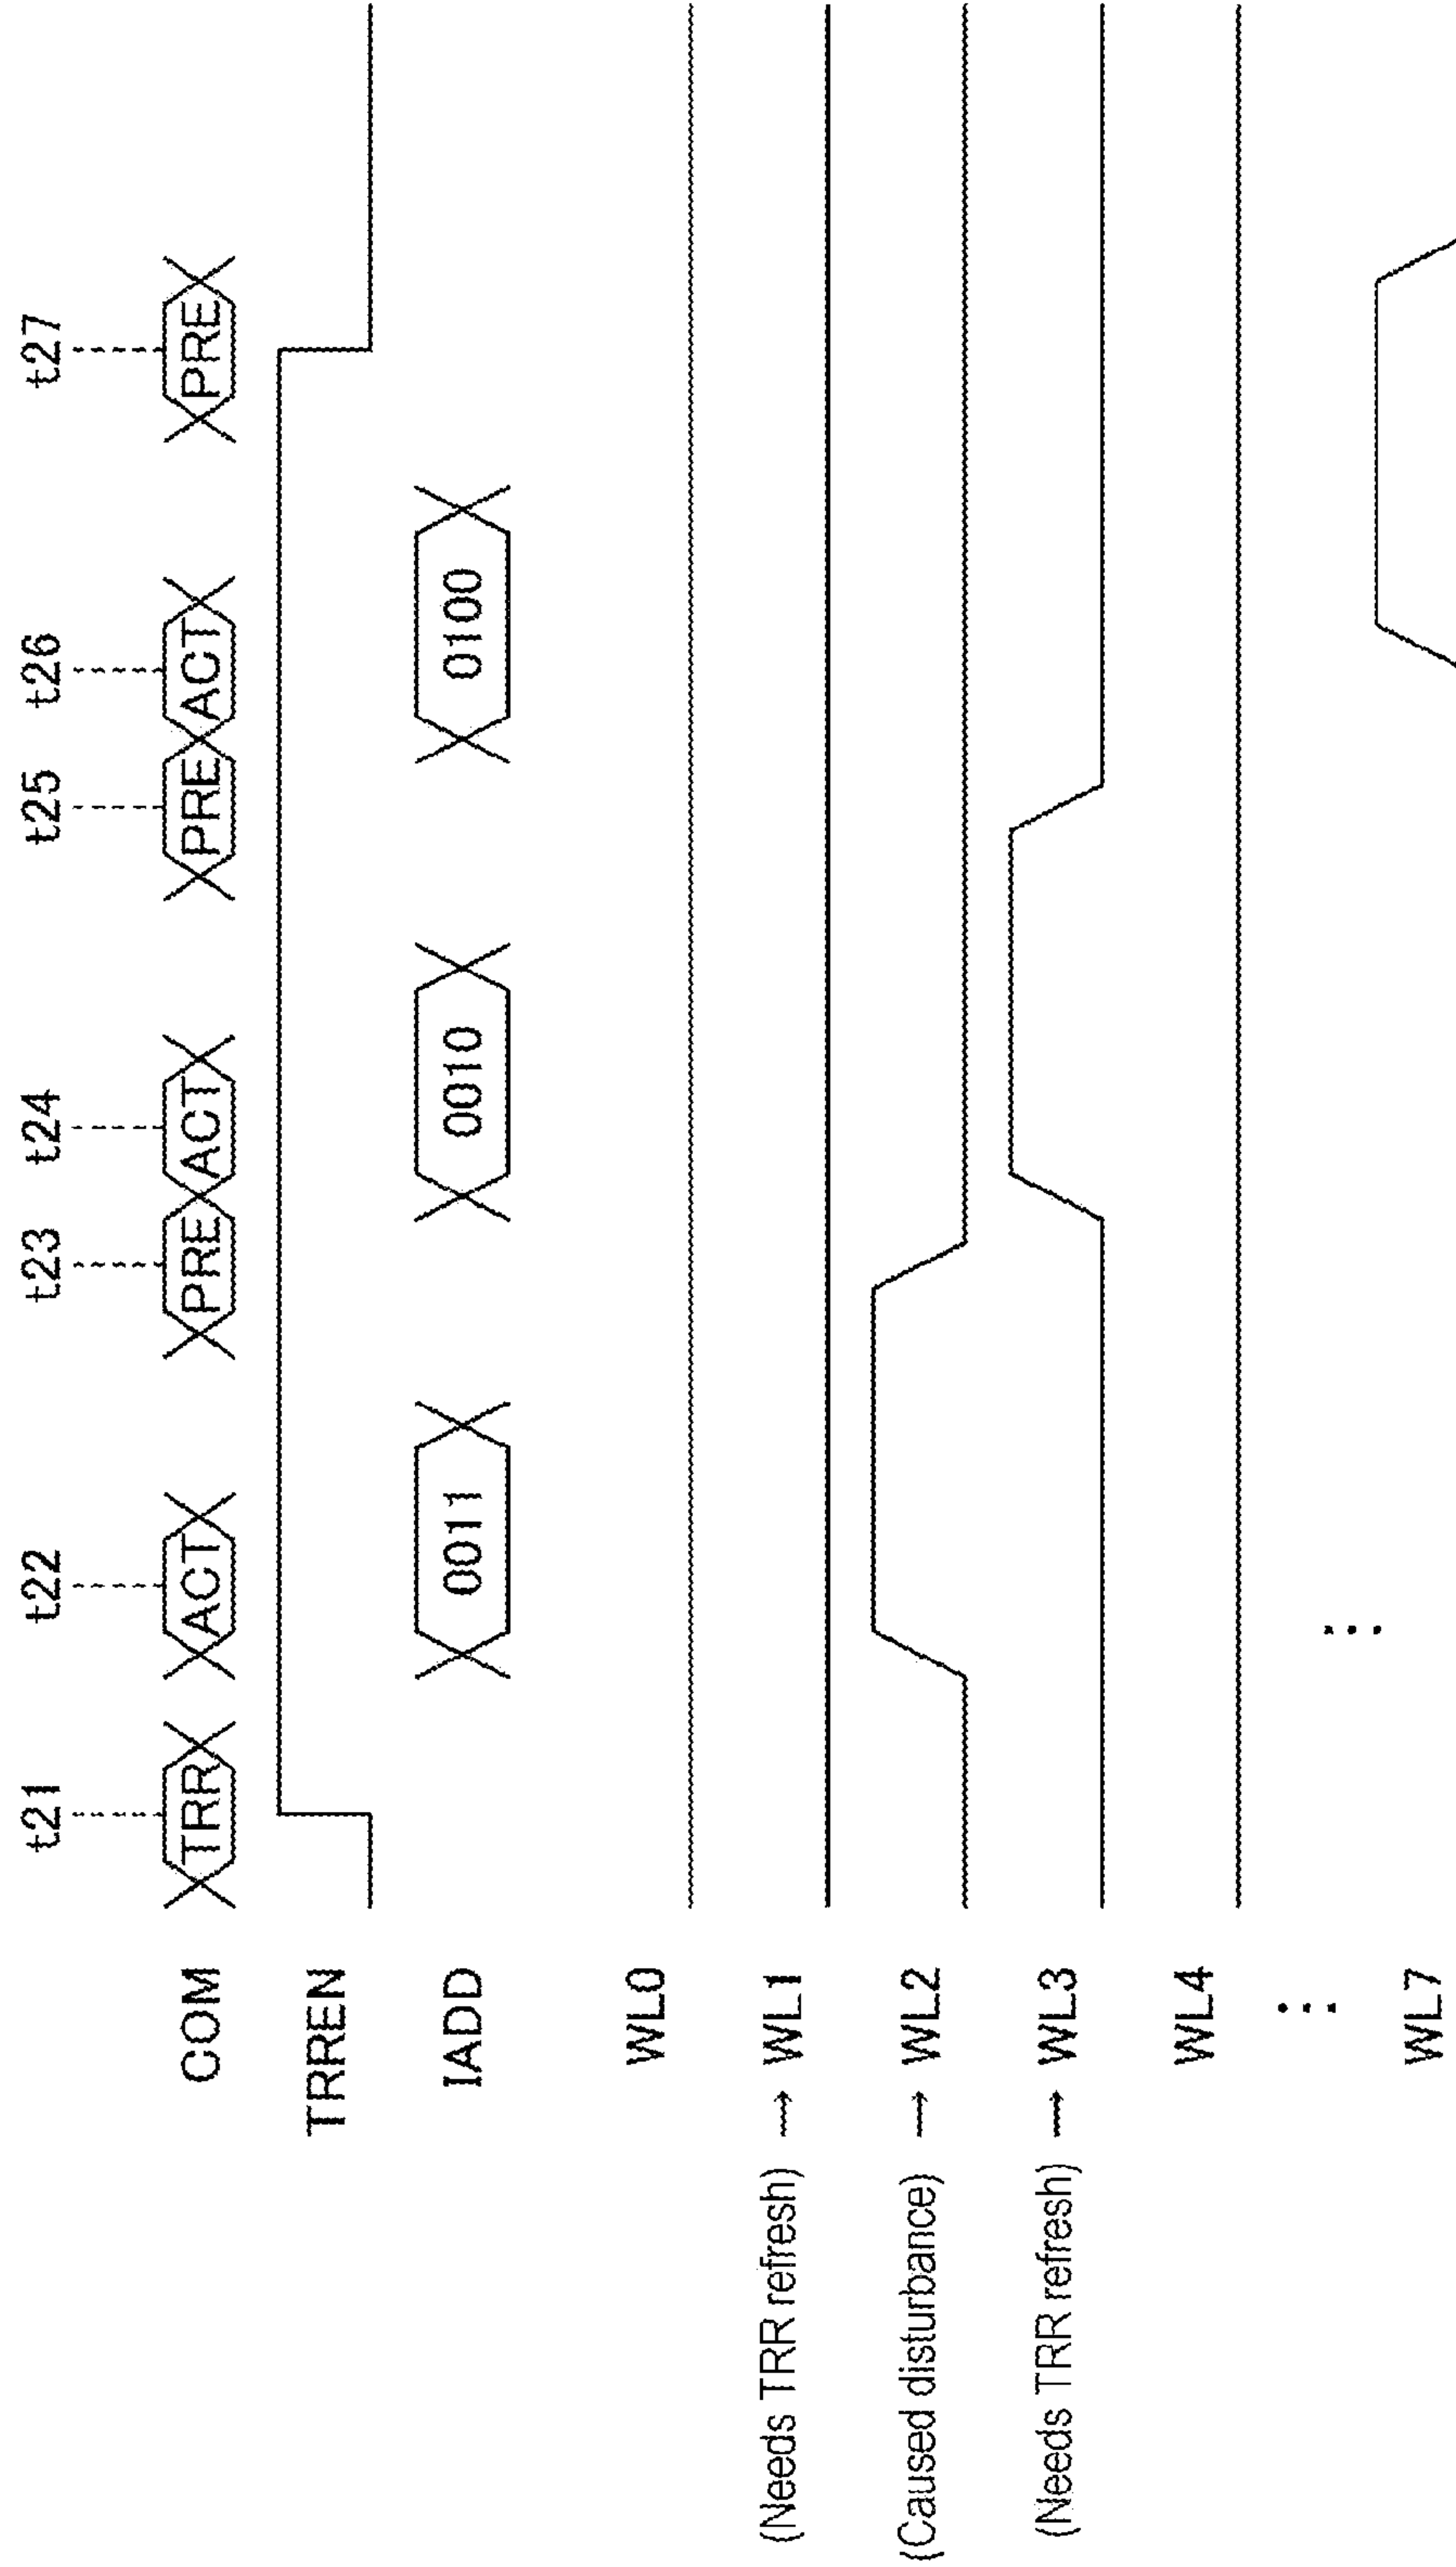 t21 t22 t23 t24 t25 t26 t27
COM TRR ACT PRE ACT PRE ACT PRE
TRREN
IADD 0011 0010 0100
WL0
(Needs TRR refresh) → WL1
(Caused disturbance) → WL2
(Needs TRR refresh) → WL3
WL4
WL7